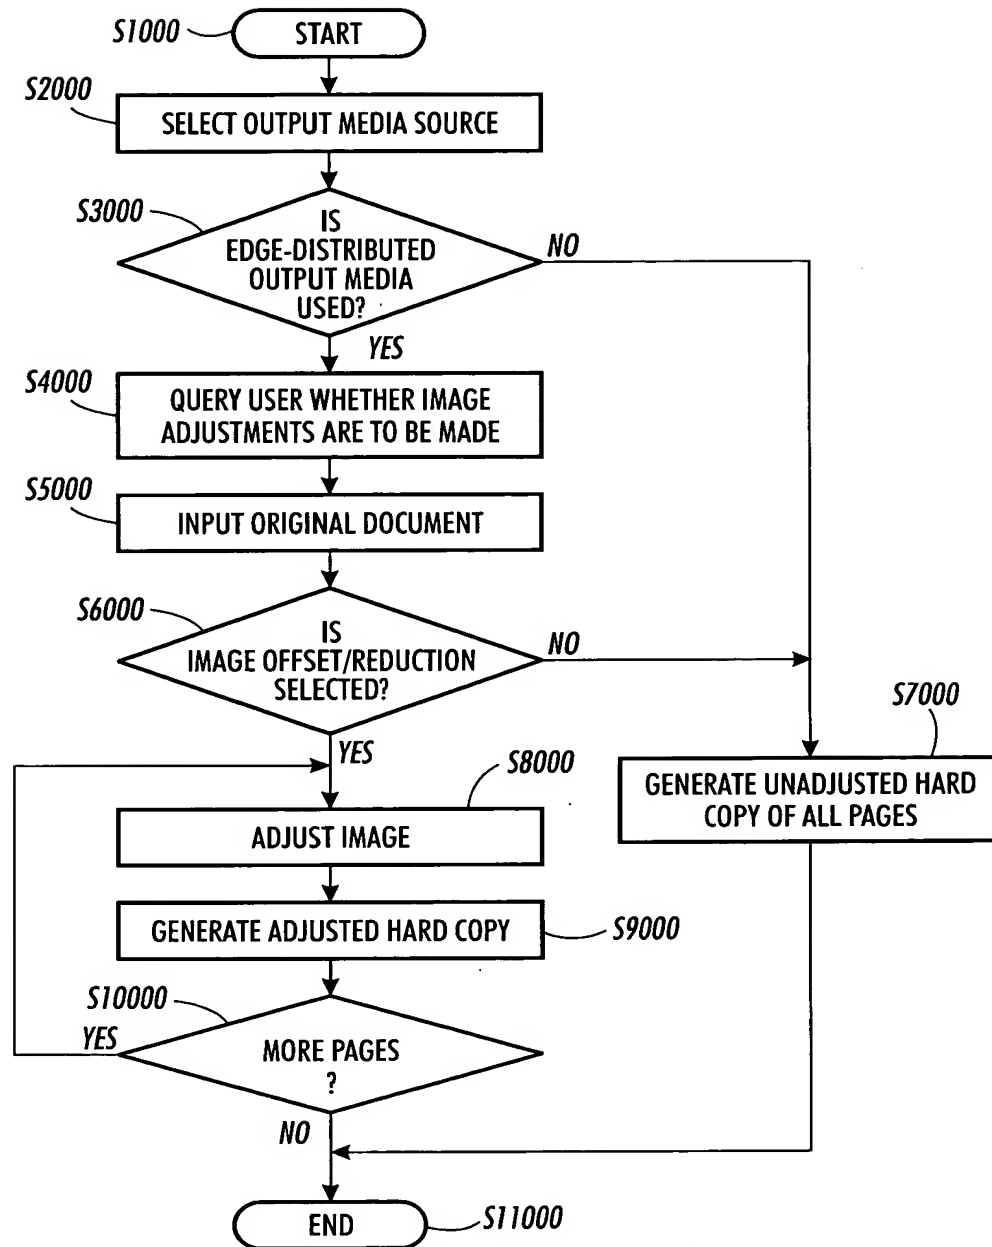 S1000
START
S2000
SELECT OUTPUT MEDIA SOURCE
S3000
IS
EDGE-DISTRIBUTED
OUTPUT MEDIA
USED?
NO
YES
S4000
QUERY USER WHETHER IMAGE
ADJUSTMENTS ARE TO BE MADE
S5000
INPUT ORIGINAL DOCUMENT
S6000
IS
IMAGE OFFSET/REDUCTION
SELECTED?
NO
YES
S7000
GENERATE UNADJUSTED HARD
COPY OF ALL PAGES
S8000
ADJUST IMAGE
GENERATE ADJUSTED HARD COPY
S9000
S10000
YES
MORE PAGES
?
NO
END
S11000